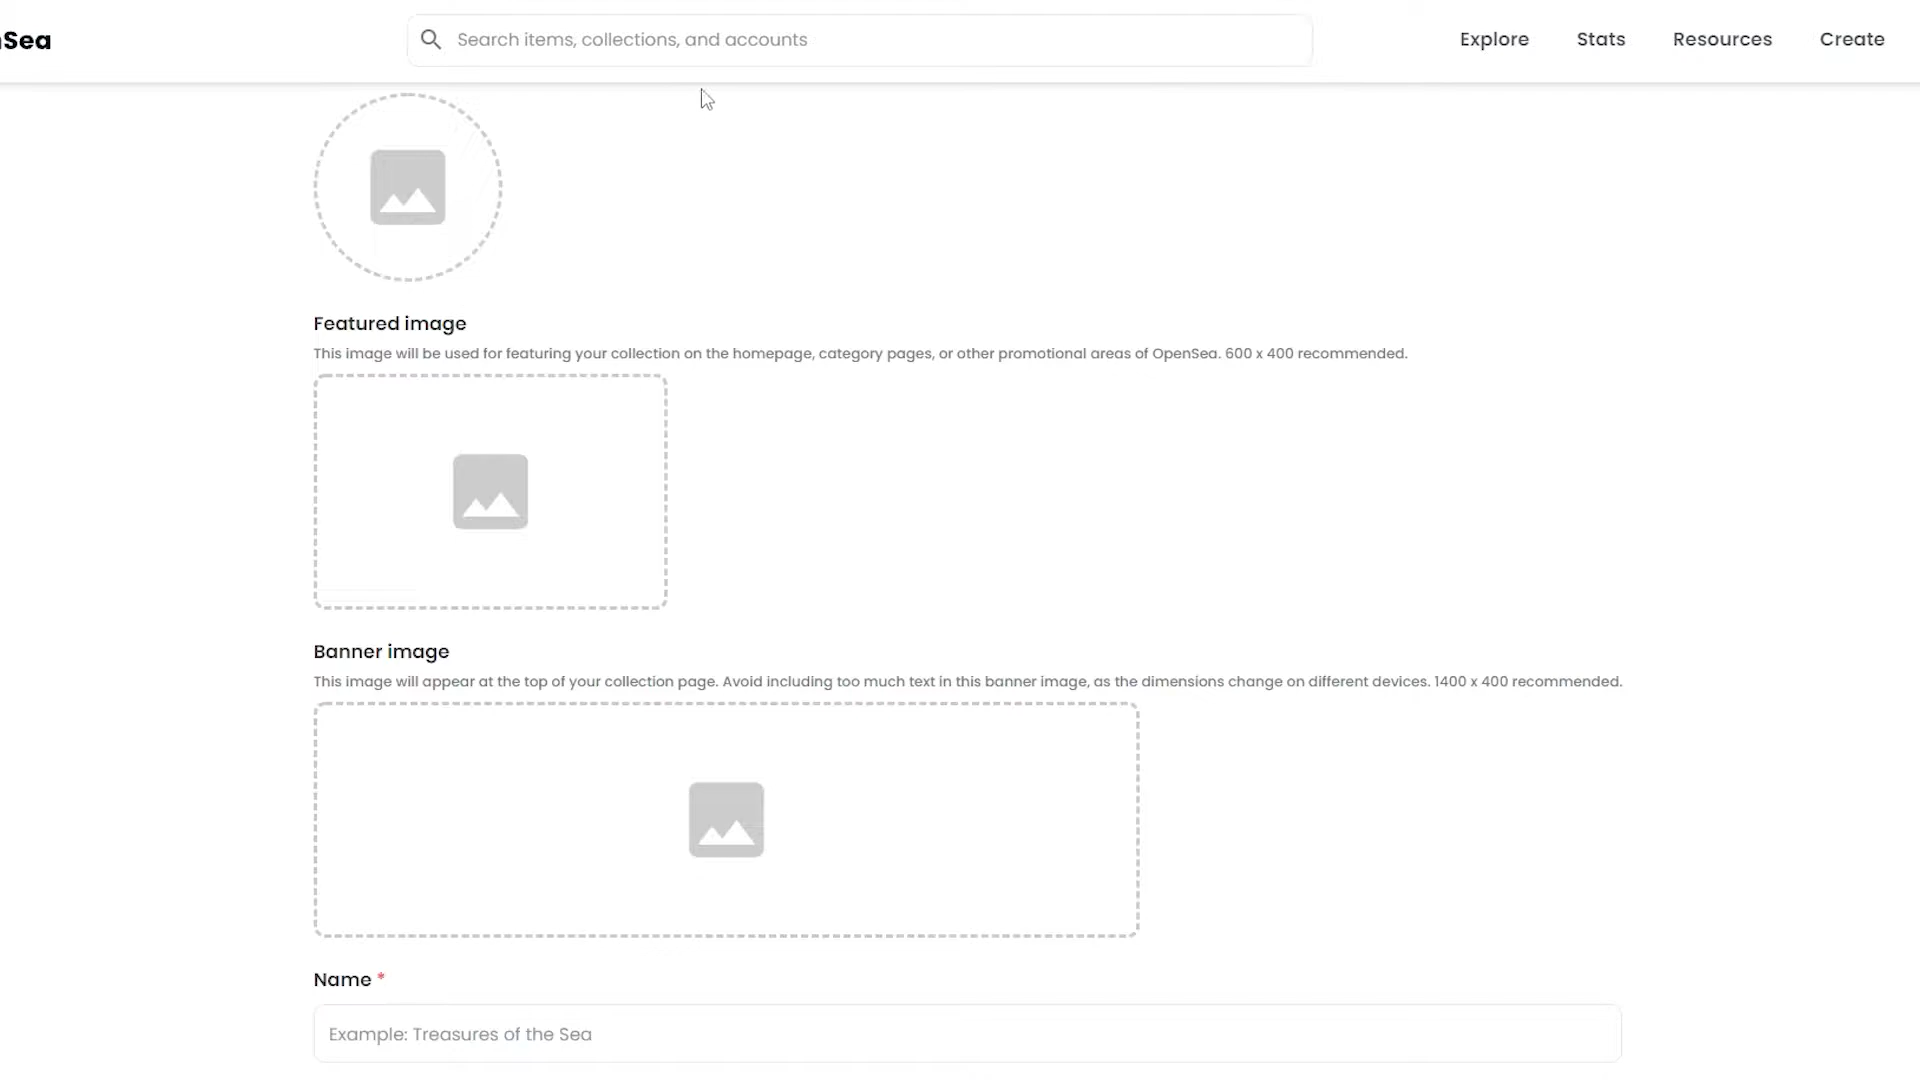 nSea
Search items, collections, and accounts
Explore
Stats
Resources
Create
Featured image
This image will be used for featuring your collection on the homepage, category pages, or other promotional areas of OpenSea. 600 x 400 recommended.
Banner image
This image will appear at the top of your collection page. Avoid including too much text in this banner image, as the dimensions change on different devices. 1400 x 400 recommended.
Name *
Example: Treasures of the Sea